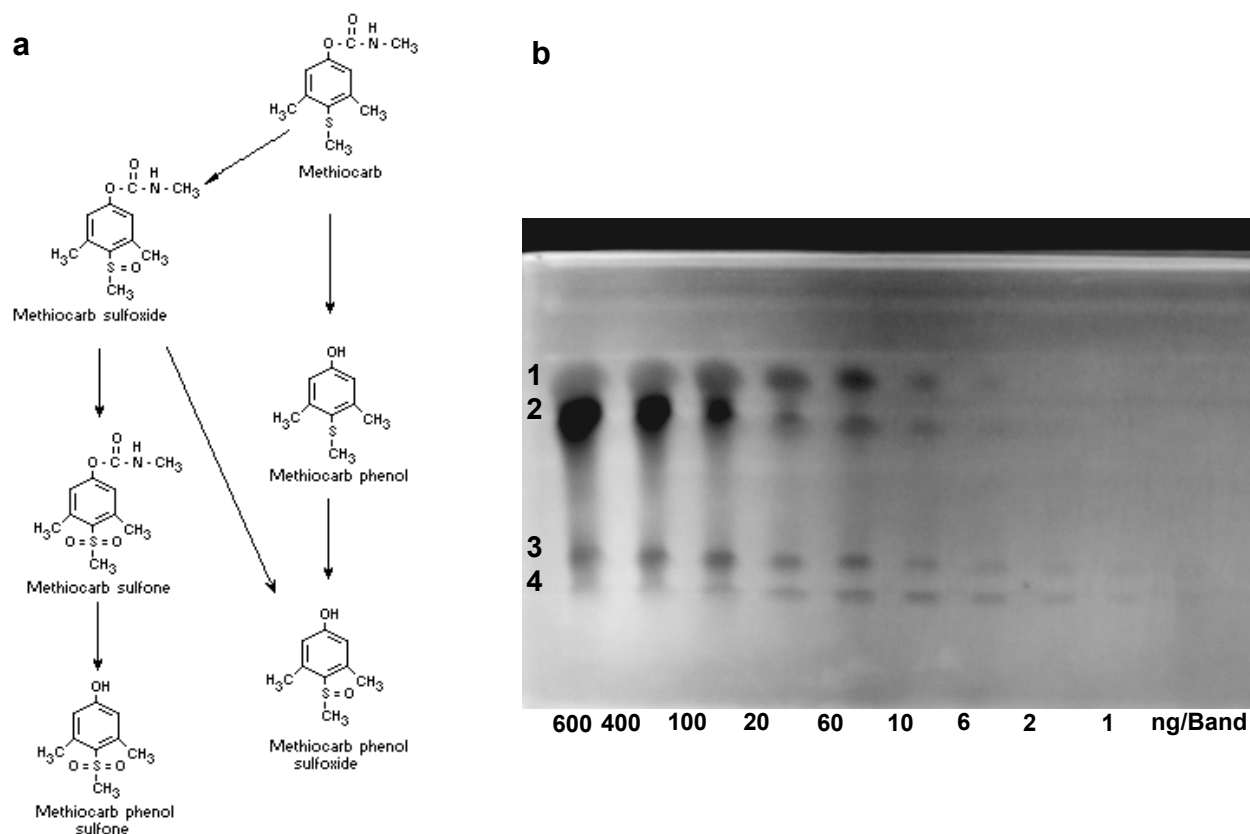 a
O
O-C-N-CH3
H
H3C
CH3
S
CH3
Methiocarb
O
H
O-C-N-CH3
H3C
CH3
S=O
CH3
Methiocarb sulfoxide
OH
H3C
CH3
S
CH3
Methiocarb phenol
O
H
O-C-N-CH3
H3C
CH3
O=S=O
CH3
Methiocarb sulfone
OH
H3C
CH3
S=O
CH3
Methiocarb phenol
sulfoxide
OH
H3C
CH3
O=S=O
CH3
Methiocarb phenol
sulfone
b
1
2
3
4
600 400 100 20 60 10 6 2 1 ng/Band